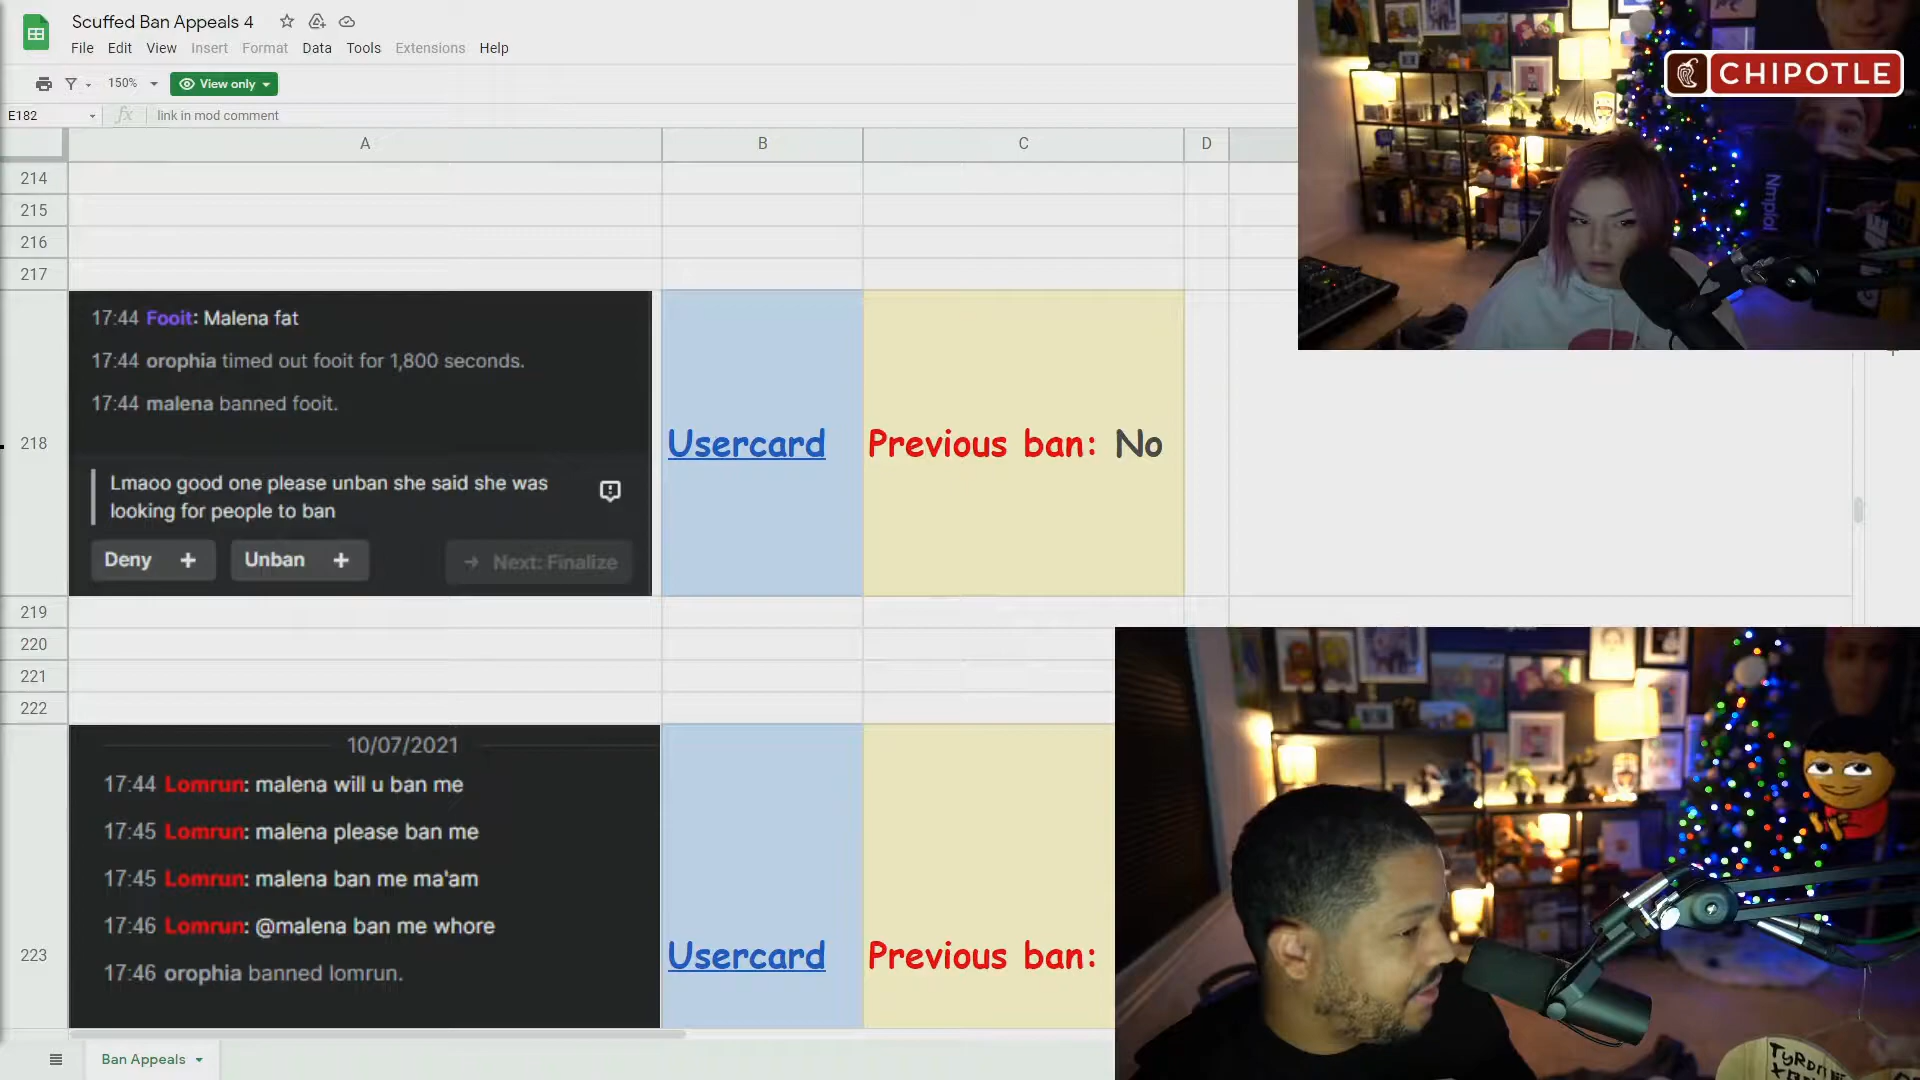 Scuffed Ban Appeals 4
File Edit View Insert Format Data Tools Extensions Help
150% View only
E182 fx link in mod comment
A B C D
214
215
216
217
17:44 Fooit: Malena fat
17:44 orophia timed out fooit for 1,800 seconds.
17:44 malena banned fooit.
218
Usercard
Previous ban: No
Lmaoo good one please unban she said she was
looking for people to ban
Deny + Unban + → Next: Finalize
219
220
221
222
10/07/2021
17:44 Lomrun: malena will u ban me
17:45 Lomrun: malena please ban me
17:45 Lomrun: malena ban me ma'am
17:46 Lomrun: @malena ban me whore
17:46 orophia banned lomrun.
223
Usercard
Previous ban:
Ban Appeals
CHIPOTLE
Nmplol